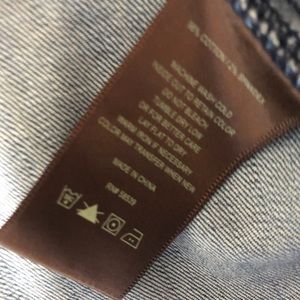 98% COTTON / 2% SPANDEX
MACHINE WASH COLD
INSIDE OUT TO RETAIN COLOR
DO NOT BLEACH
TUMBLE DRY LOW
OR FOR BETTER CARE
LAY FLAT TO DRY
WARM IRON IF NECESSARY
COLOR MAY TRANSFER WHEN NEW
MADE IN CHINA
RN# 58529